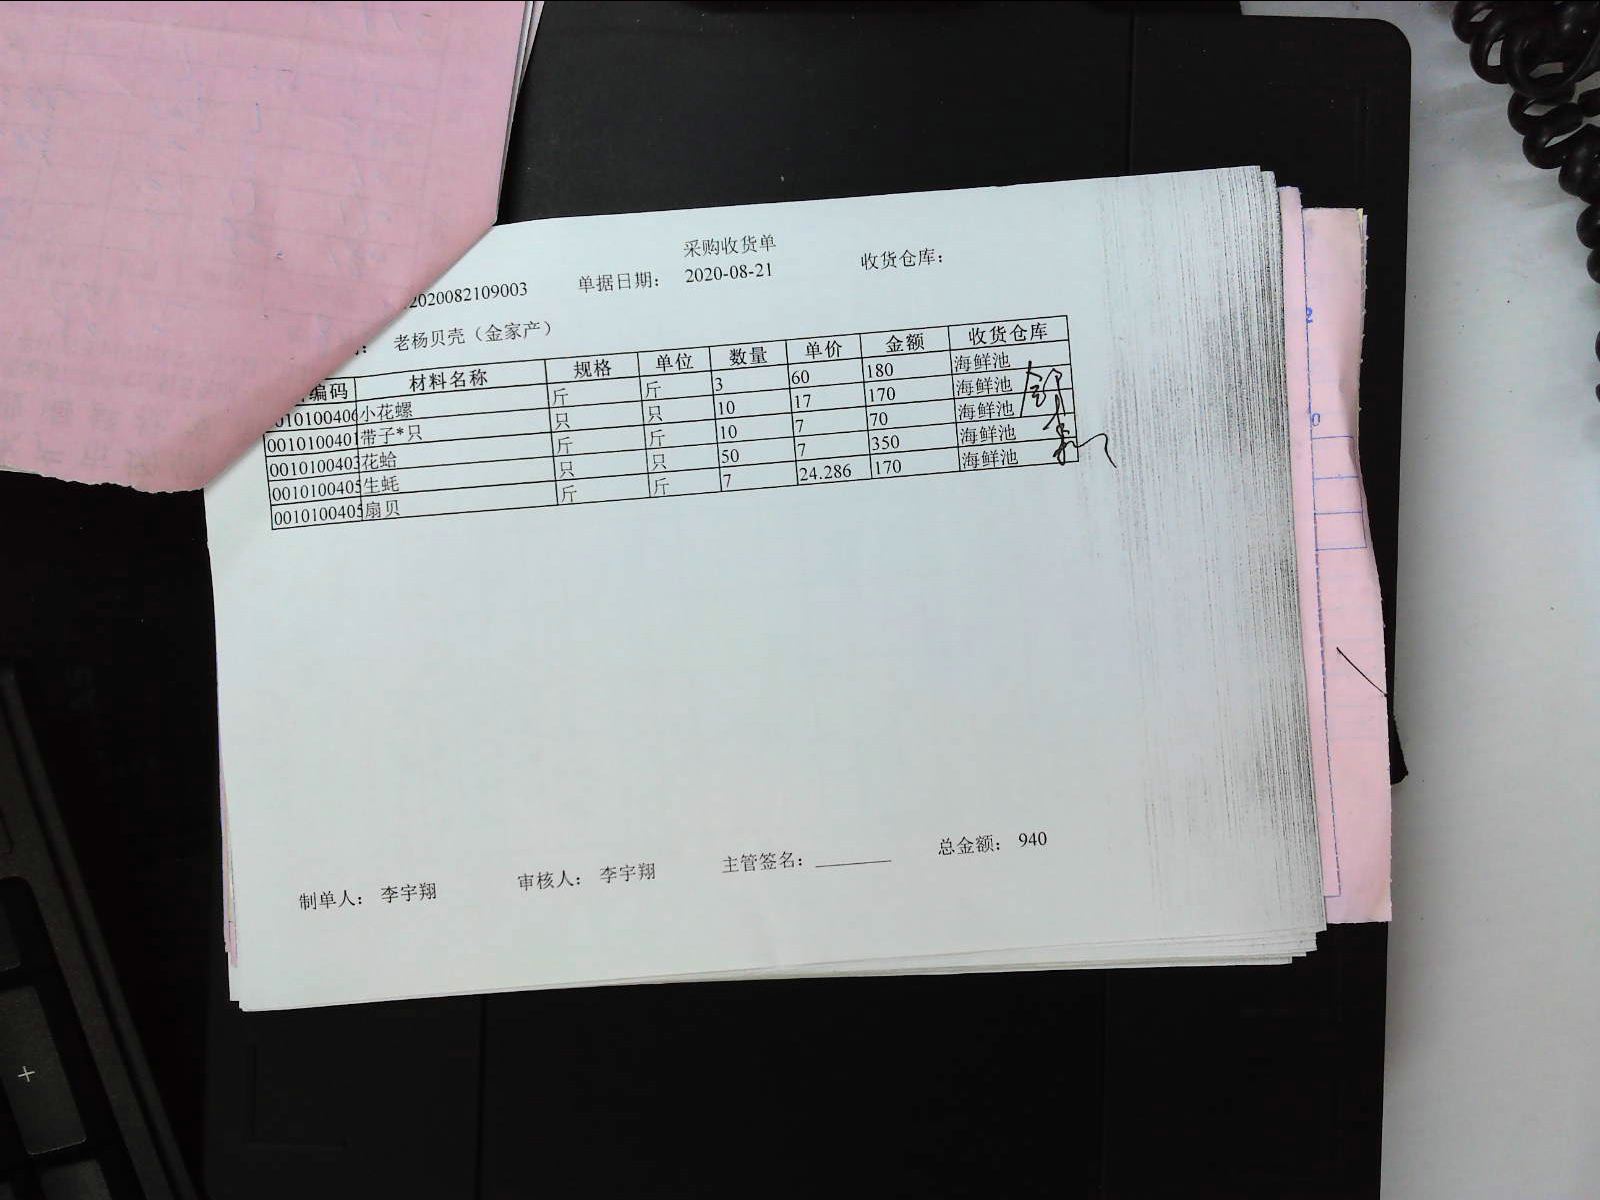 采购收货单
2020082109003 单据日期: 2020-08-21 收货仓库:
老杨贝壳（金家产）
编码 材料名称 规格 单位 数量 单价 金额 收货仓库
小花螺 斤 斤 3 60 180 海鲜池
0010100401 带子*只 只 只 10 17 170 海鲜池
0010100403 花蛤 斤 斤 10 7 70 海鲜池
0010100405 生蚝 只 只 50 7 350 海鲜池
0010100405 扇贝 斤 斤 7 24.286 170 海鲜池
制单人: 李宇翔 审核人: 李宇翔 主管签名: 总金额: 940
+